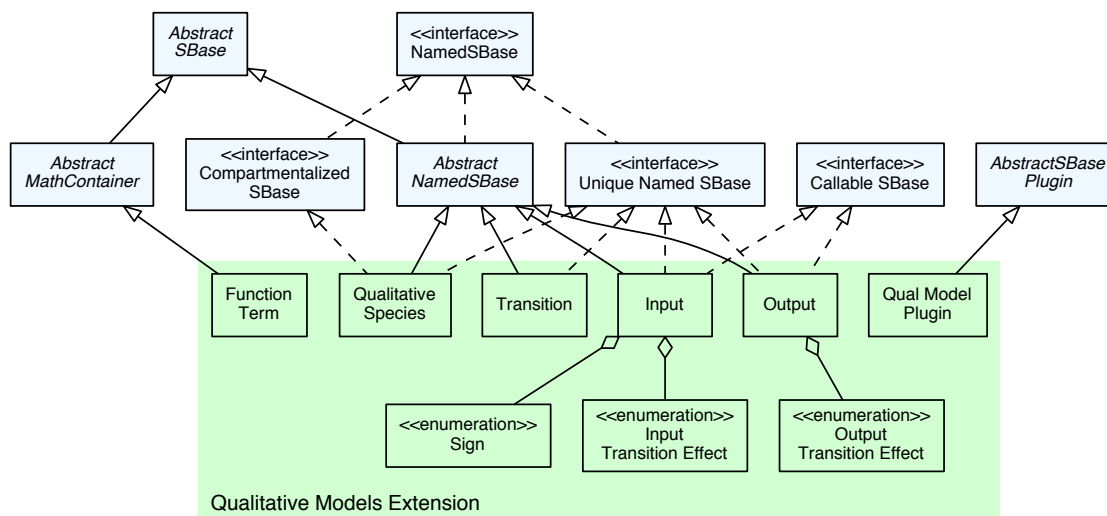 Abstract
SBase
<<interface>>
NamedSBase
Abstract
MathContainer
<<interface>>
Compartmentalized
SBase
Abstract
NamedSBase
<<interface>>
Unique Named SBase
<<interface>>
Callable SBase
AbstractSBase
Plugin
Function
Term
Qualitative
Species
Transition
Input
Output
Qual Model
Plugin
<<enumeration>>
Sign
<<enumeration>>
Input
Transition Effect
<<enumeration>>
Output
Transition Effect
Qualitative Models Extension